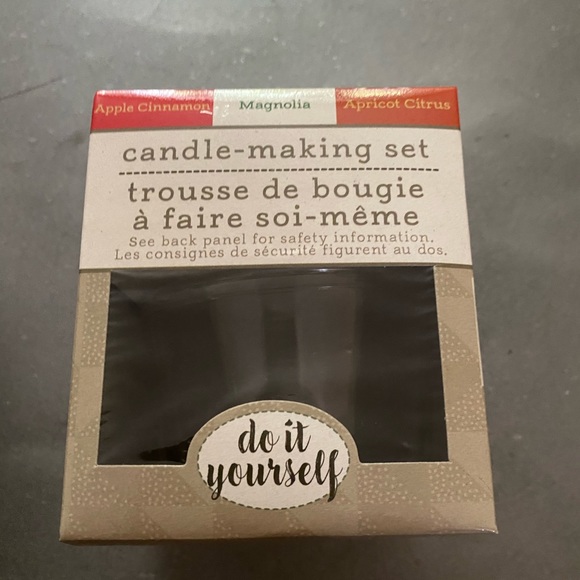 Apple Cinnamon Magnolia Apricot Citrus
candle-making set
trousse de bougie
à faire soi-même
See back panel for safety information.
Les consignes de sécurité figurent au dos.
do it
yourself